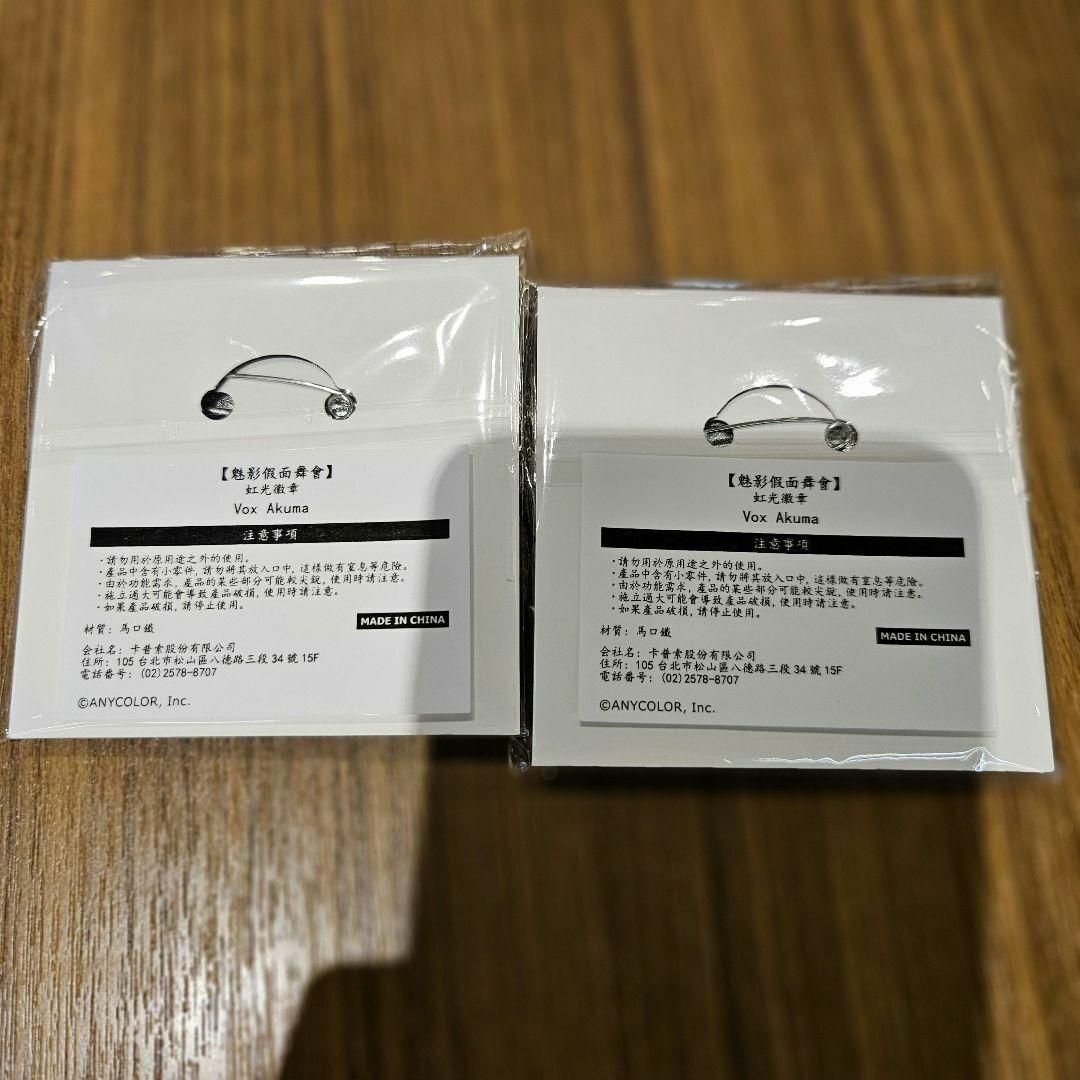 【魅影假面舞會】
虹光徽章
Vox Akuma
注意事項
・請勿用於原用途之外的使用。
・產品中含有小零件, 請勿將其放入口中, 這樣做有窒息等危險。
・由於功能需求, 產品的某些部分可能較尖銳, 使用時請注意。
・施立過大可能會導致產品破損, 使用時請注意。
・如果產品破損, 請停止使用。
材質: 馬口鐵
MADE IN CHINA
会社名: 卡普索股份有限公司
住所: 105 台北市松山區八德路三段 34 號 15F
電話番号: (02)2578-8707
©ANYCOLOR, Inc.
【魅影假面舞會】
虹光徽章
Vox Akuma
注意事項
・請勿用於原用途之外的使用。
・產品中含有小零件, 請勿將其放入口中, 這樣做有窒息等危險。
・由於功能需求, 產品的某些部分可能較尖銳, 使用時請注意。
・施立過大可能會導致產品破損, 使用時請注意。
・如果產品破損, 請停止使用。
材質: 馬口鐵
MADE IN CHINA
会社名: 卡普索股份有限公司
住所: 105 台北市松山區八德路三段 34 號 15F
電話番号: (02)2578-8707
©ANYCOLOR, Inc.